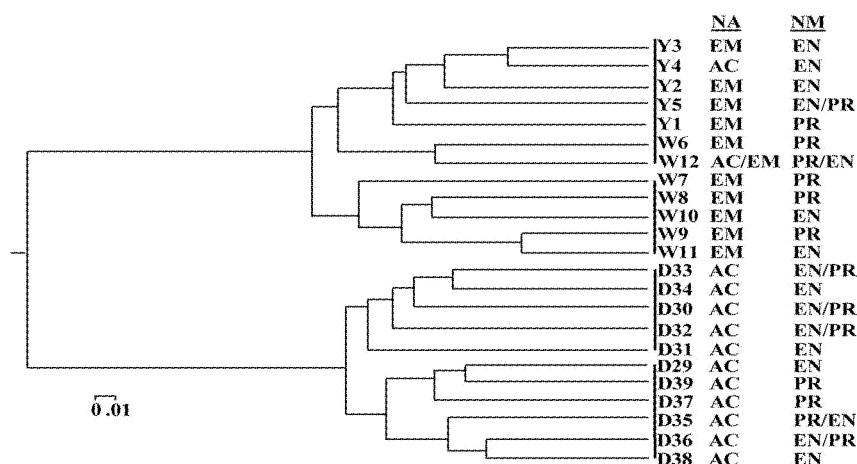 NA NM
Y3 EM EN
Y4 AC EN
Y2 EM EN
Y5 EM EN/PR
Y1 EM PR
W6 EM PR
W12 AC/EM PR/EN
W7 EM PR
W8 EM PR
W10 EM EN
W9 EM PR
W11 EM EN
D33 AC EN/PR
D34 AC EN
D30 AC EN/PR
D32 AC EN/PR
D31 AC EN
D29 AC EN
D39 AC PR
D37 AC PR
D35 AC PR/EN
D36 AC EN/PR
D38 AC EN
0.01